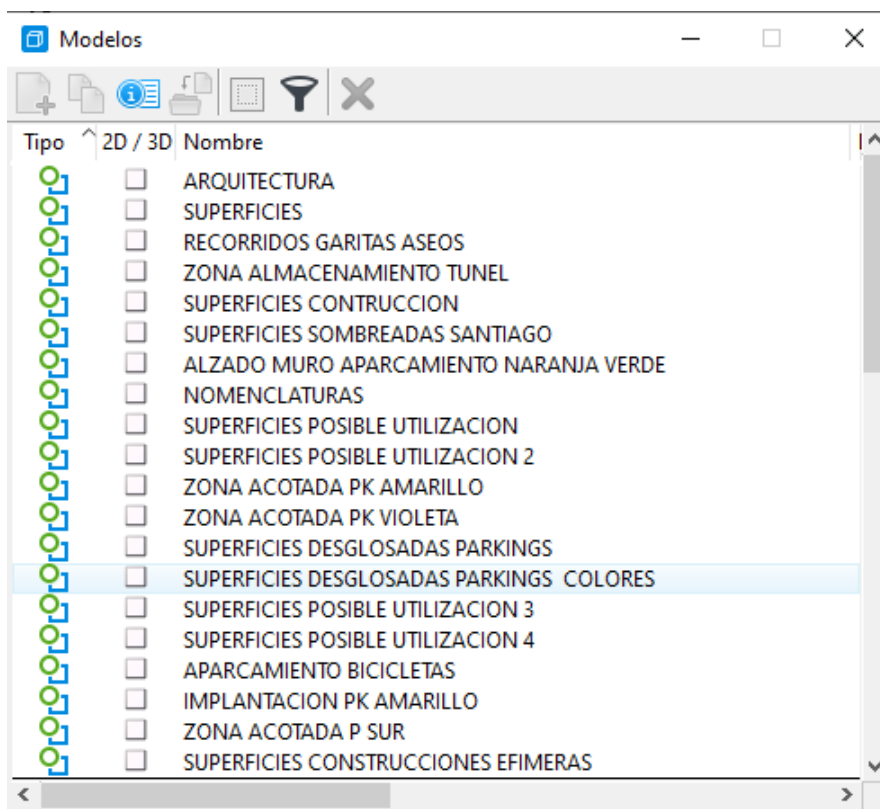 Modelos
Tipo 2D / 3D Nombre
ARQUITECTURA
SUPERFICIES
RECORRIDOS GARITAS ASEOS
ZONA ALMACENAMIENTO TUNEL
SUPERFICIES CONTRUCCION
SUPERFICIES SOMBREADAS SANTIAGO
ALZADO MURO APARCAMIENTO NARANJA VERDE
NOMENCLATURAS
SUPERFICIES POSIBLE UTILIZACION
SUPERFICIES POSIBLE UTILIZACION 2
ZONA ACOTADA PK AMARILLO
ZONA ACOTADA PK VIOLETA
SUPERFICIES DESGLOSADAS PARKINGS
SUPERFICIES DESGLOSADAS PARKINGS  COLORES
SUPERFICIES POSIBLE UTILIZACION 3
SUPERFICIES POSIBLE UTILIZACION 4
APARCAMIENTO BICICLETAS
IMPLANTACION PK AMARILLO
ZONA ACOTADA P SUR
SUPERFICIES CONSTRUCCIONES EFIMERAS